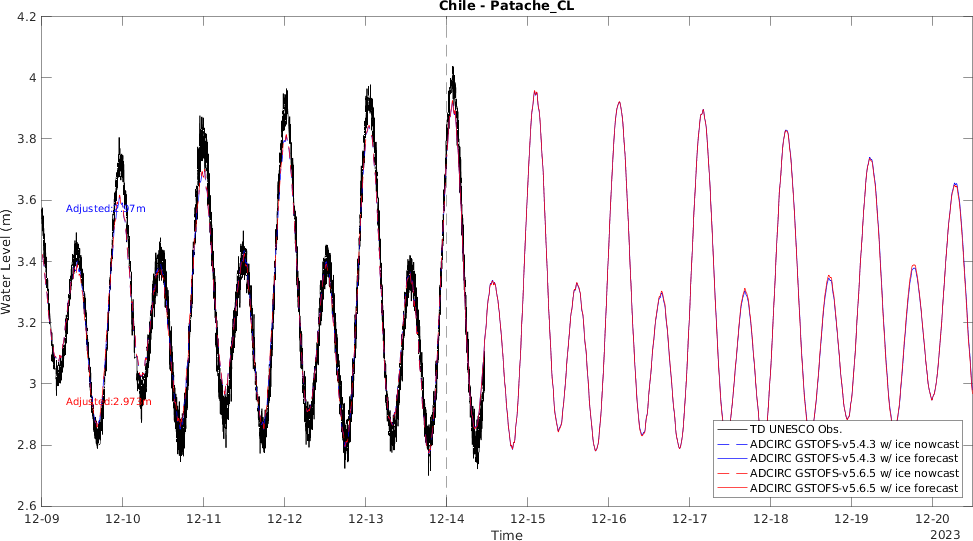 Chile - Patache_CL
4.2
4
3.8
3.6
3.4
3.2
3
2.8
2.6
Water Level (m)
Adjusted:2.97m
Adjusted:2.973m
TD UNESCO Obs.
ADCIRC GSTOFS-v5.4.3 w/ ice nowcast
ADCIRC GSTOFS-v5.4.3 w/ ice forecast
ADCIRC GSTOFS-v5.6.5 w/ ice nowcast
ADCIRC GSTOFS-v5.6.5 w/ ice forecast
12-09 12-10 12-11 12-12 12-13 12-14 12-15 12-16 12-17 12-18 12-19 12-20
2023
Time